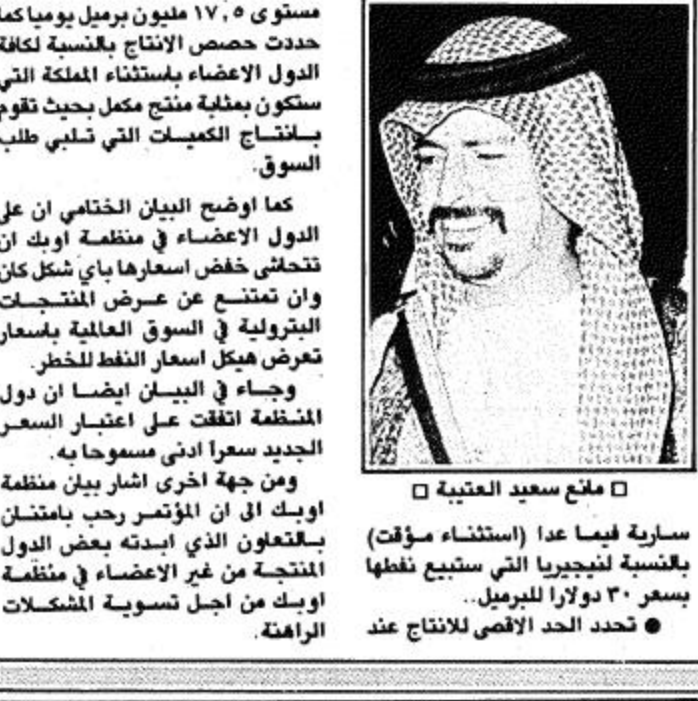 □ مانع سعيد العتيبة □
سارية فيما عدا (استثناء مؤقت)
بالنسبة لنيجيريا التي ستبيع نفطها
بسعر ٣٠ دولارا للبرميل..
● تحدد الحد الاقصى للانتاج عند
مستوى ١٧,٥ مليون برميل يوميا كما
حددت حصص الانتاج بالنسبة لكافة
الدول الاعضاء باستثناء المملكة التي
ستكون بمثابة منتج مكمل بحيث تقوم
بانتاج الكميات التي تلبي طلب
السوق.
كما اوضح البيان الختامي ان على
الدول الاعضاء في منظمة اوبك ان
تتحاشى خفض اسعارها باي شكل كان
وان تمتنع عن عرض المنتجات
البترولية في السوق العالمية باسعار
تعرض هيكل اسعار النفط للخطر.
وجاء في البيان ايضا ان دول
المنظمة اتفقت على اعتبار السعر
الجديد سعرا ادنى مسموحا به.
ومن جهة اخرى اشار بيان منظمة
اوبك الى ان المؤتمر رحب بامتنان
بالتعاون الذي ابدته بعض الدول
المنتجة من غير الاعضاء في منظمة
اوبك من اجل تسوية المشكلات
الراهنة.